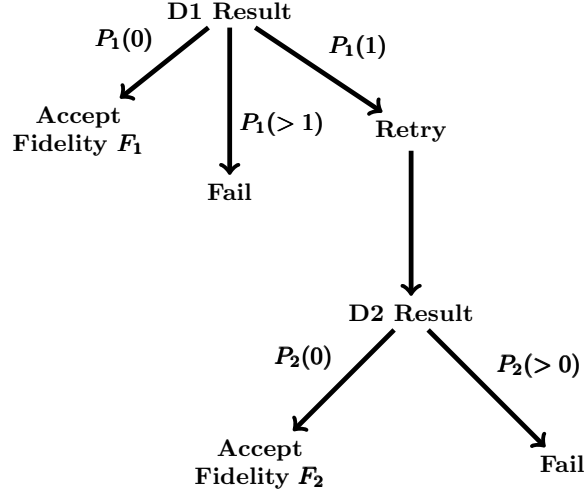 D1 Result
P₁(0)
P₁(1)
Accept
Fidelity F₁
P₁(> 1)
Retry
Fail
D2 Result
P₂(0)
P₂(> 0)
Accept
Fidelity F₂
Fail